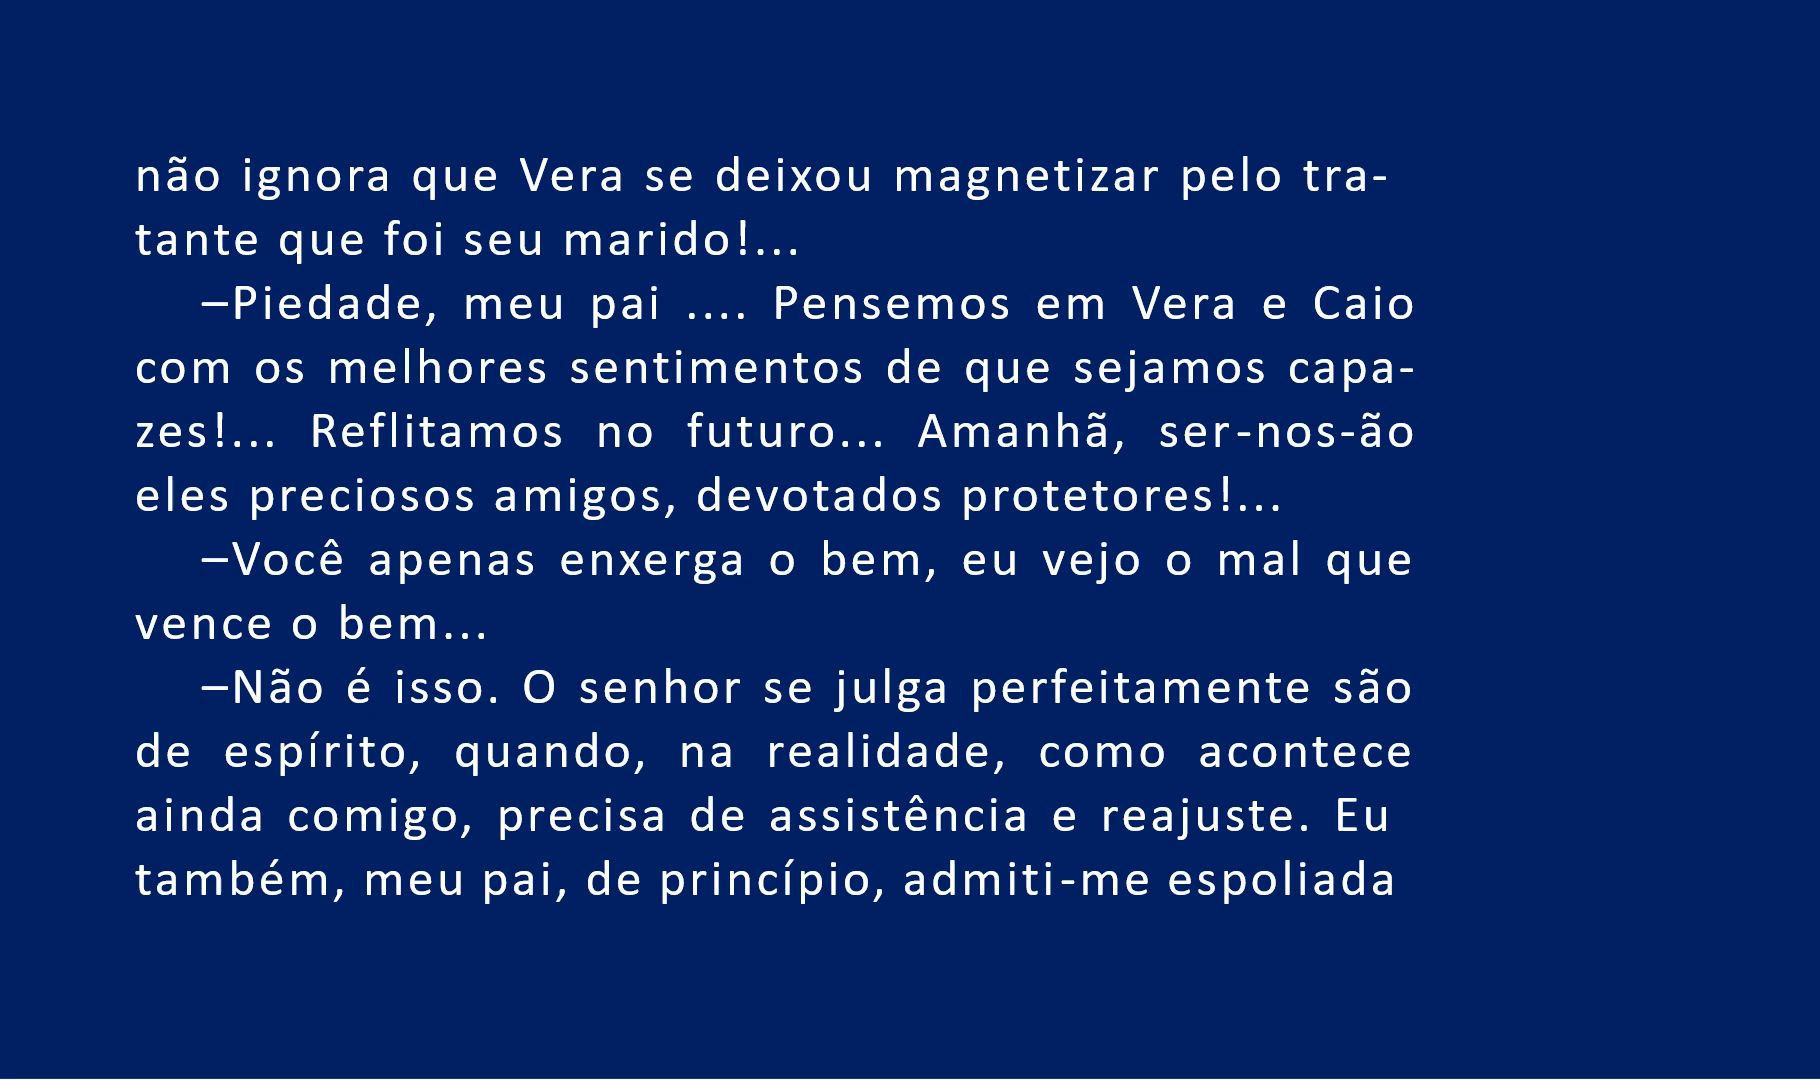 não ignora que Vera se deixou magnetizar pelo tra-
tante que foi seu marido!...
–Piedade, meu pai .... Pensemos em Vera e Caio
com os melhores sentimentos de que sejamos capa-
zes!... Reflitamos no futuro... Amanhã, ser-nos-ão
eles preciosos amigos, devotados protetores!...
–Você apenas enxerga o bem, eu vejo o mal que
vence o bem...
–Não é isso. O senhor se julga perfeitamente são
de espírito, quando, na realidade, como acontece
ainda comigo, precisa de assistência e reajuste. Eu
também, meu pai, de princípio, admiti-me espoliada